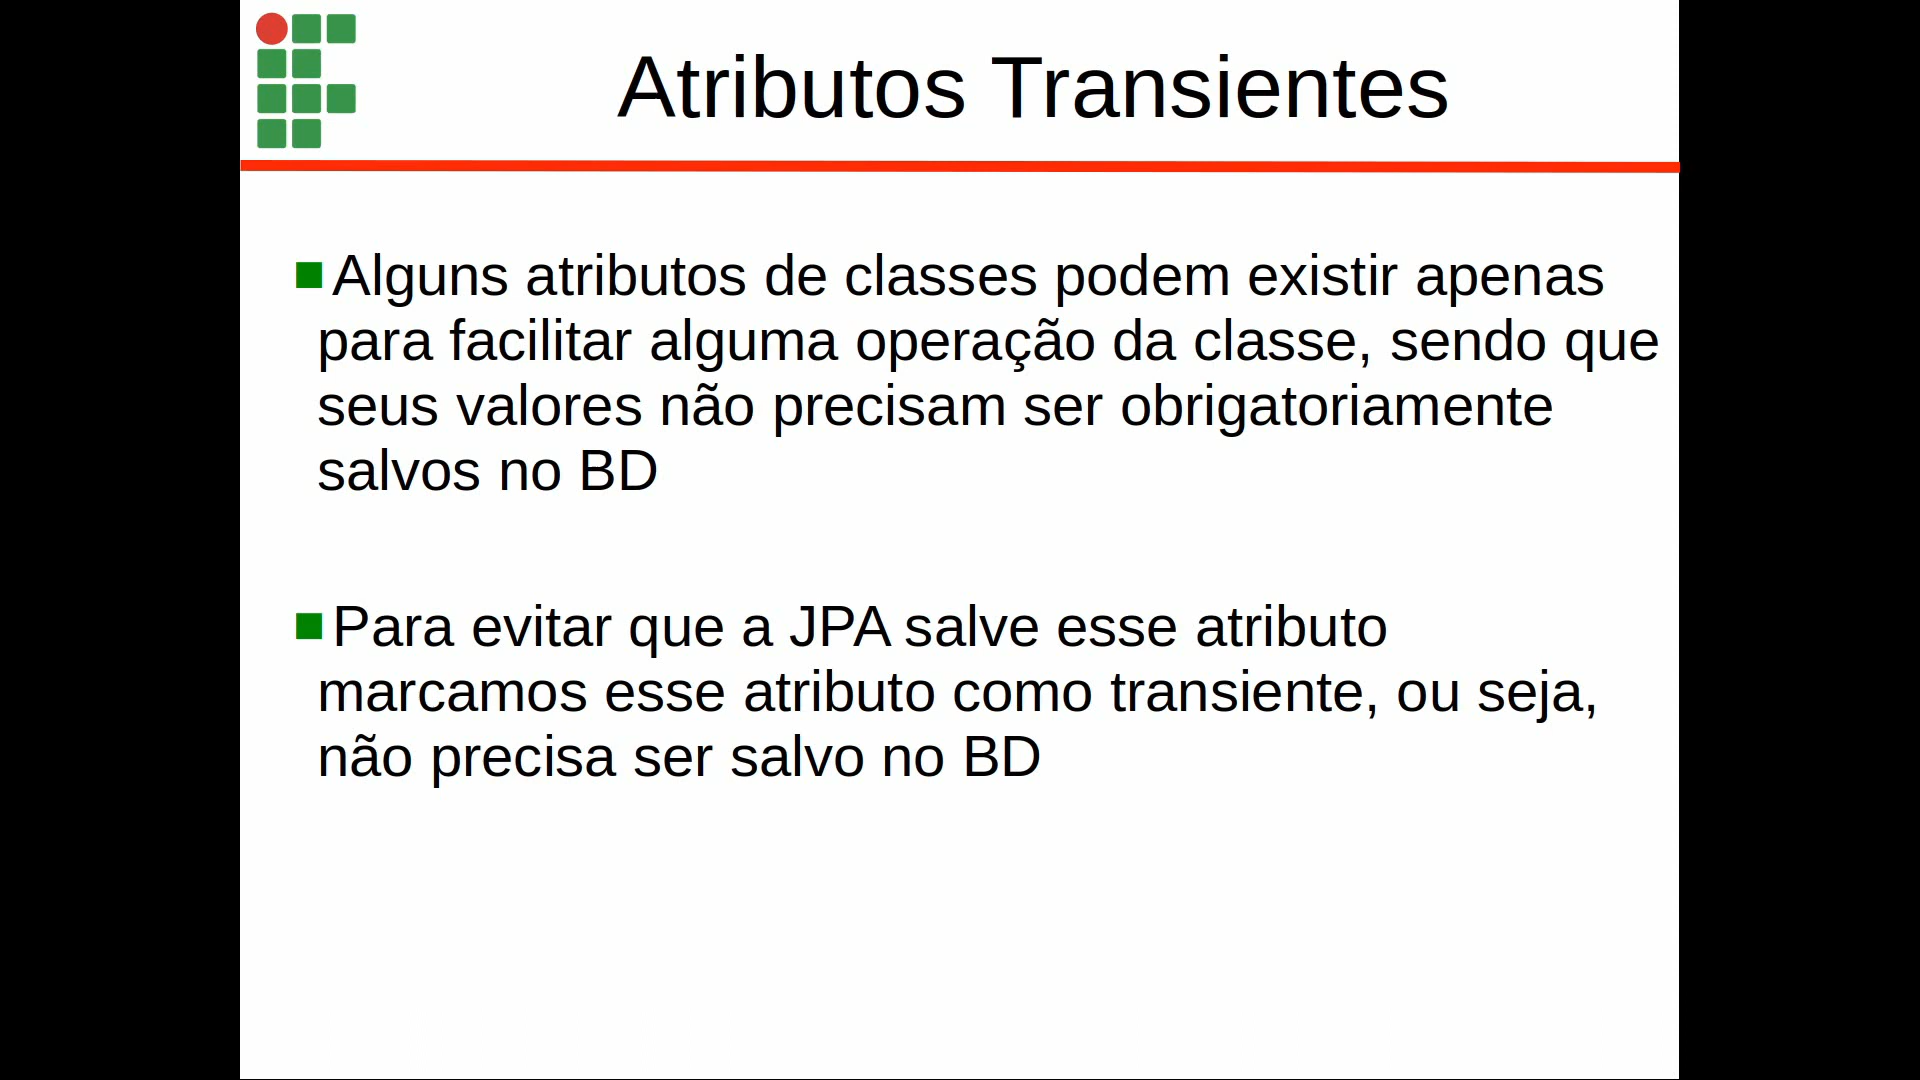 Atributos Transientes
Alguns atributos de classes podem existir apenas
para facilitar alguma operação da classe, sendo que
seus valores não precisam ser obrigatoriamente
salvos no BD
Para evitar que a JPA salve esse atributo
marcamos esse atributo como transiente, ou seja,
não precisa ser salvo no BD